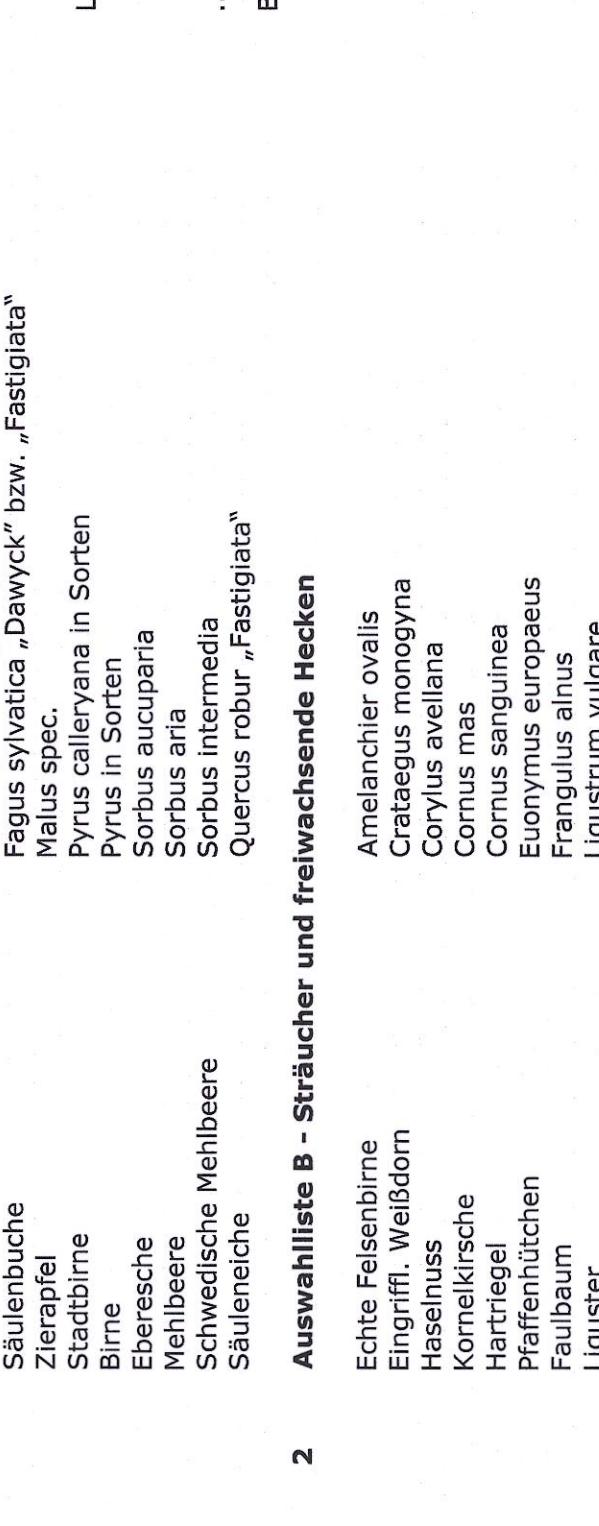 Säulenbuche Fagus sylvatica „Dawyck“ bzw. „Fastigiata“
Zierapfel Malus spec.
Stadtbirne Pyrus calleryana in Sorten
Birne Pyrus in Sorten
Eberesche Sorbus aucuparia
Mehlbeere Sorbus aria
Schwedische Mehlbeere Sorbus intermedia
Säuleneiche Quercus robur „Fastigiata“
2 Auswahlliste B - Sträucher und freiwachsende Hecken
Echte Felsenbirne Amelanchier ovalis
Eingriffl. Weißdorn Crataegus monogyna
Haselnuss Corylus avellana
Kornelkirsche Cornus mas
Hartriegel Cornus sanguinea
Pfaffenhütchen Euonymus europaeus
Faulbaum Frangulus alnus
Liguster Ligustrum vulgare